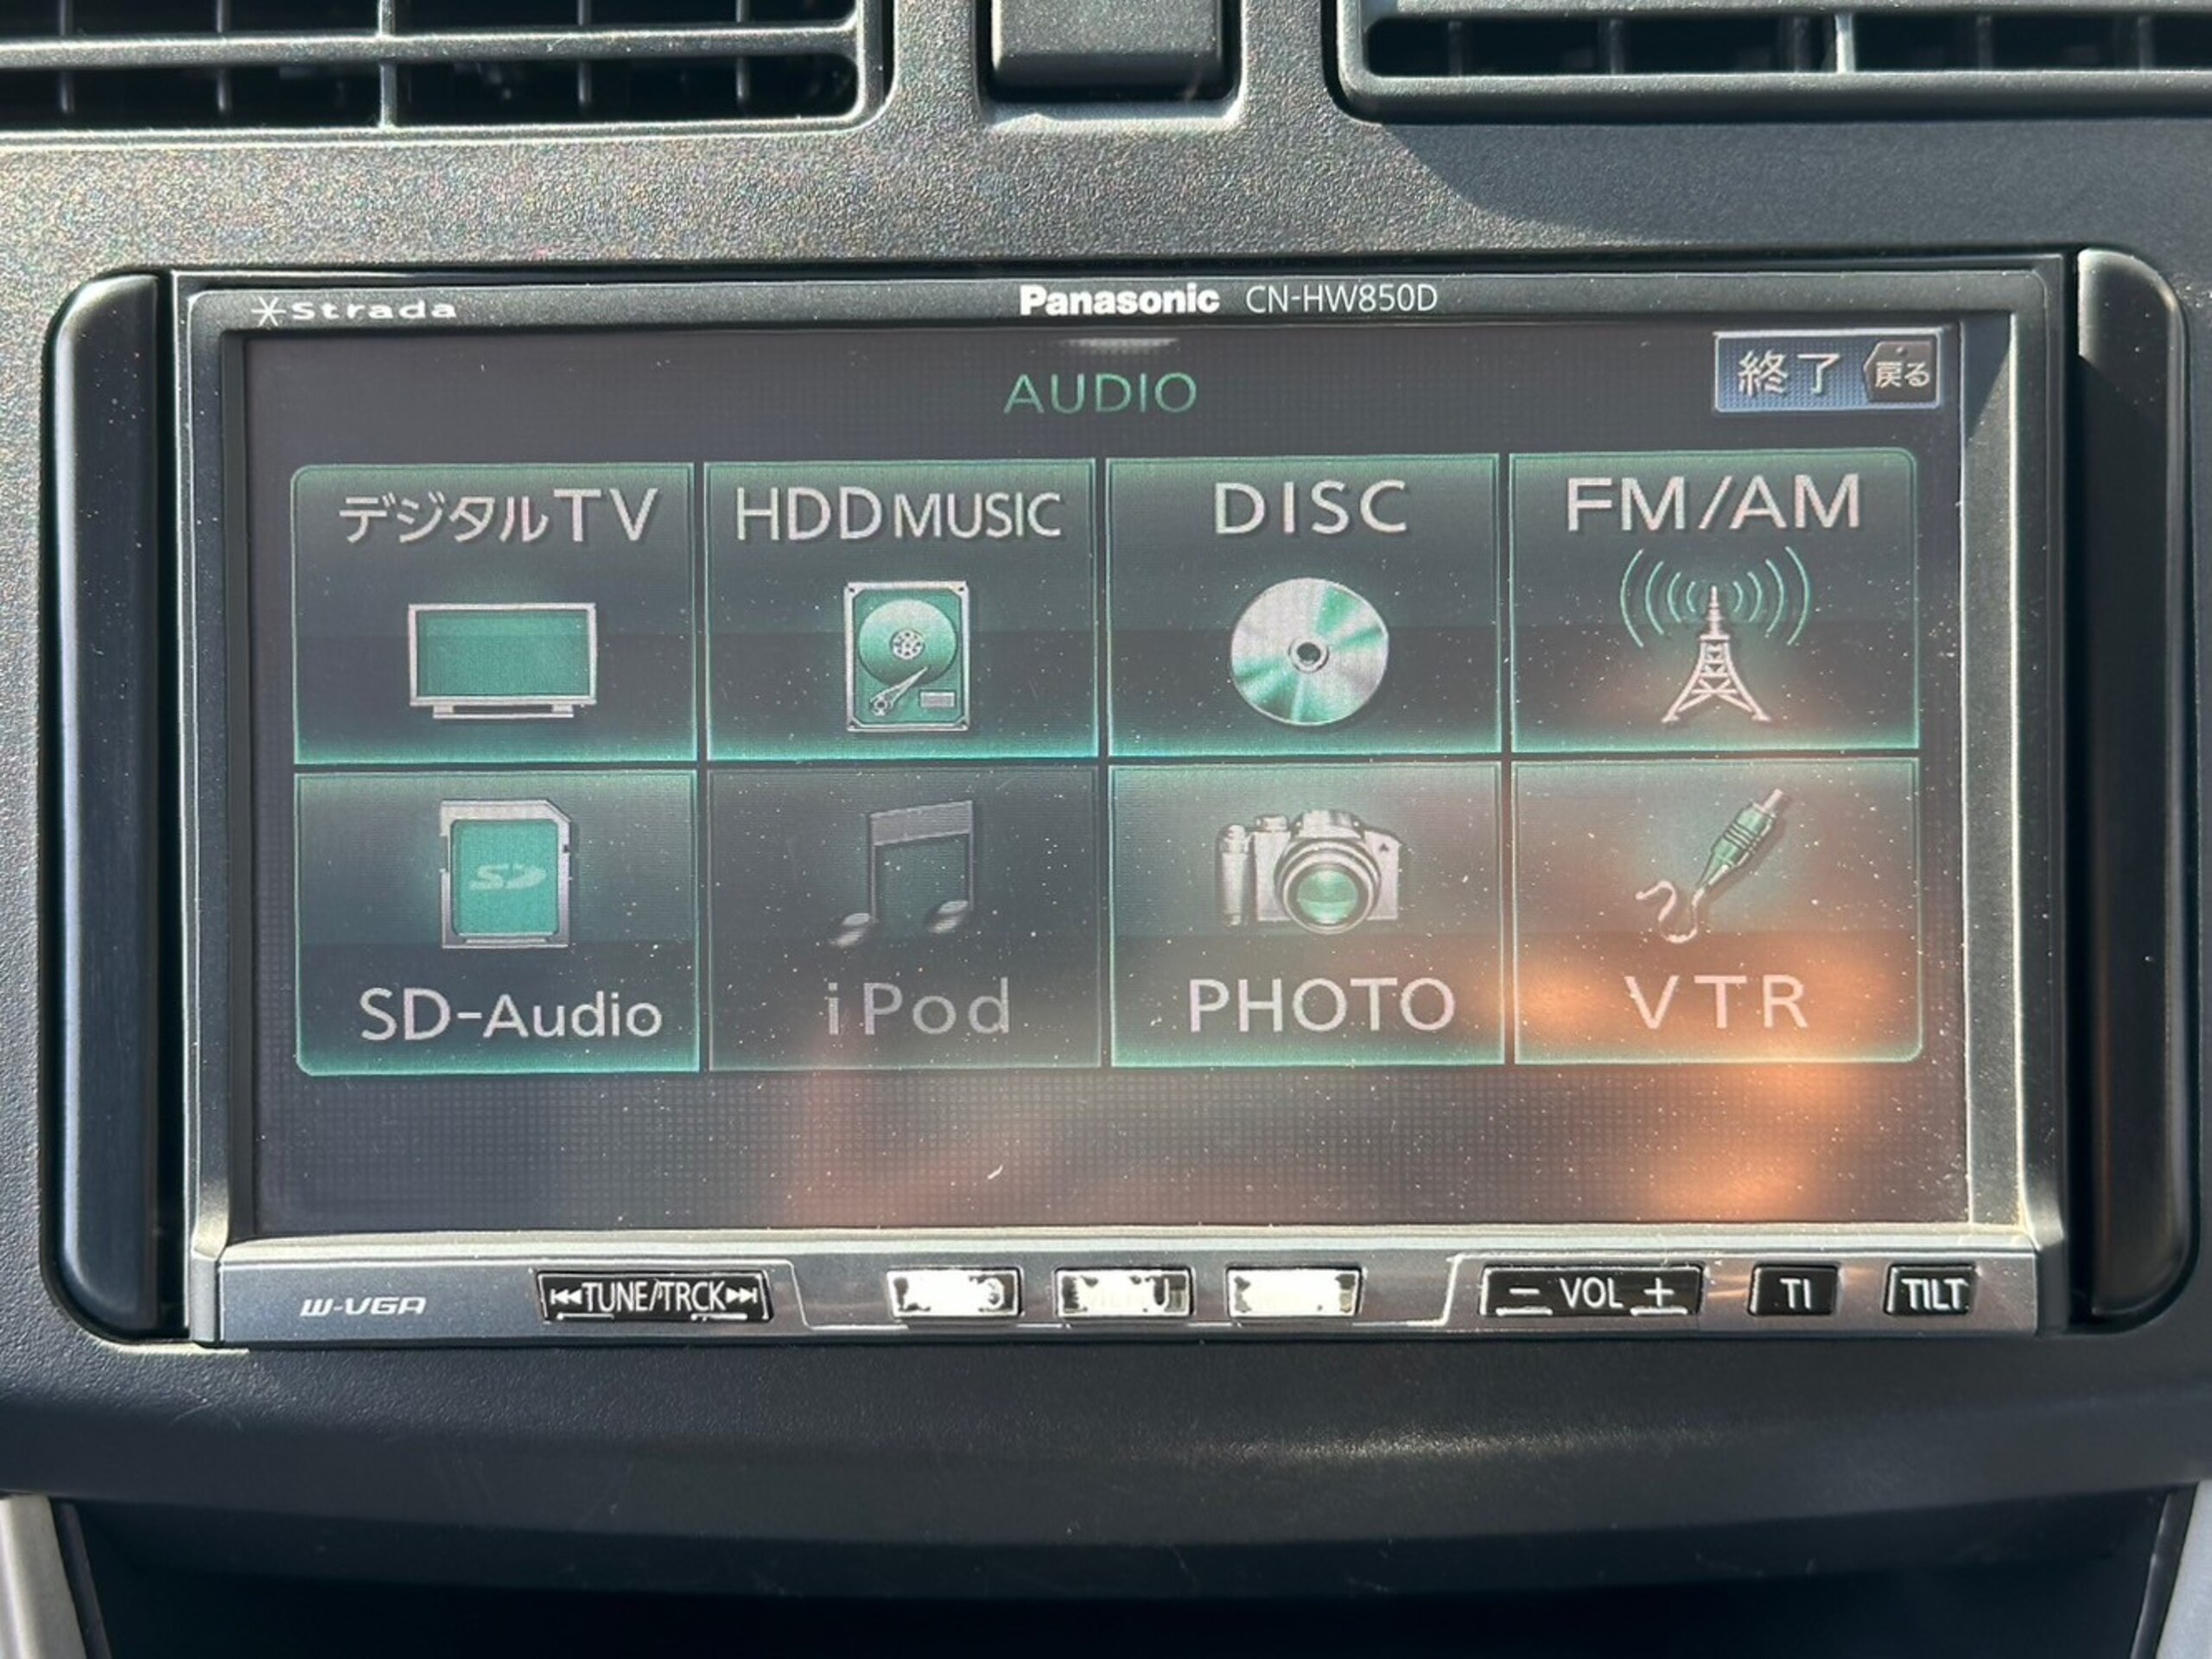 Strada
Panasonic CN-HW850D
AUDIO
終了 戻る
デジタルTV
HDD MUSIC
DISC
FM/AM
SD
SD-Audio
iPod
PHOTO
VTR
W-VGA
TUNE/TRCK
− VOL +
TI
TILT